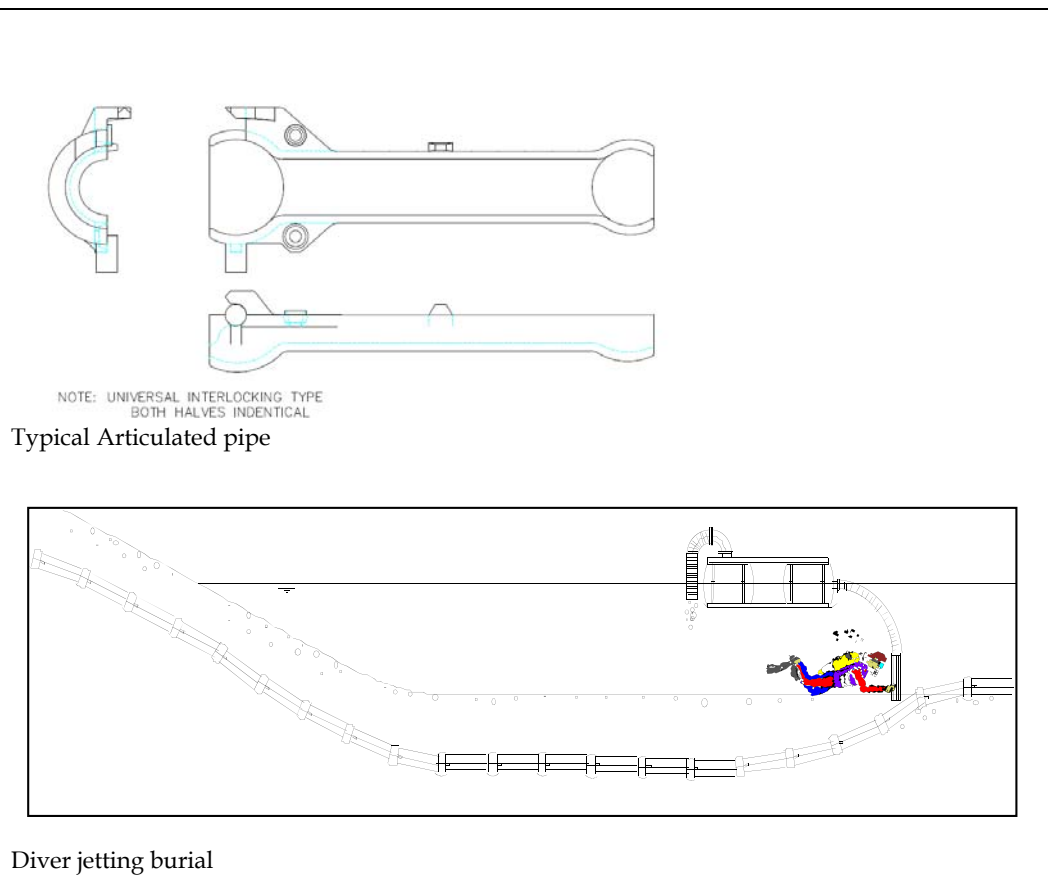 NOTE: UNIVERSAL INTERLOCKING TYPE
BOTH HALVES INDENTICAL
Typical Articulated pipe
Diver jetting burial